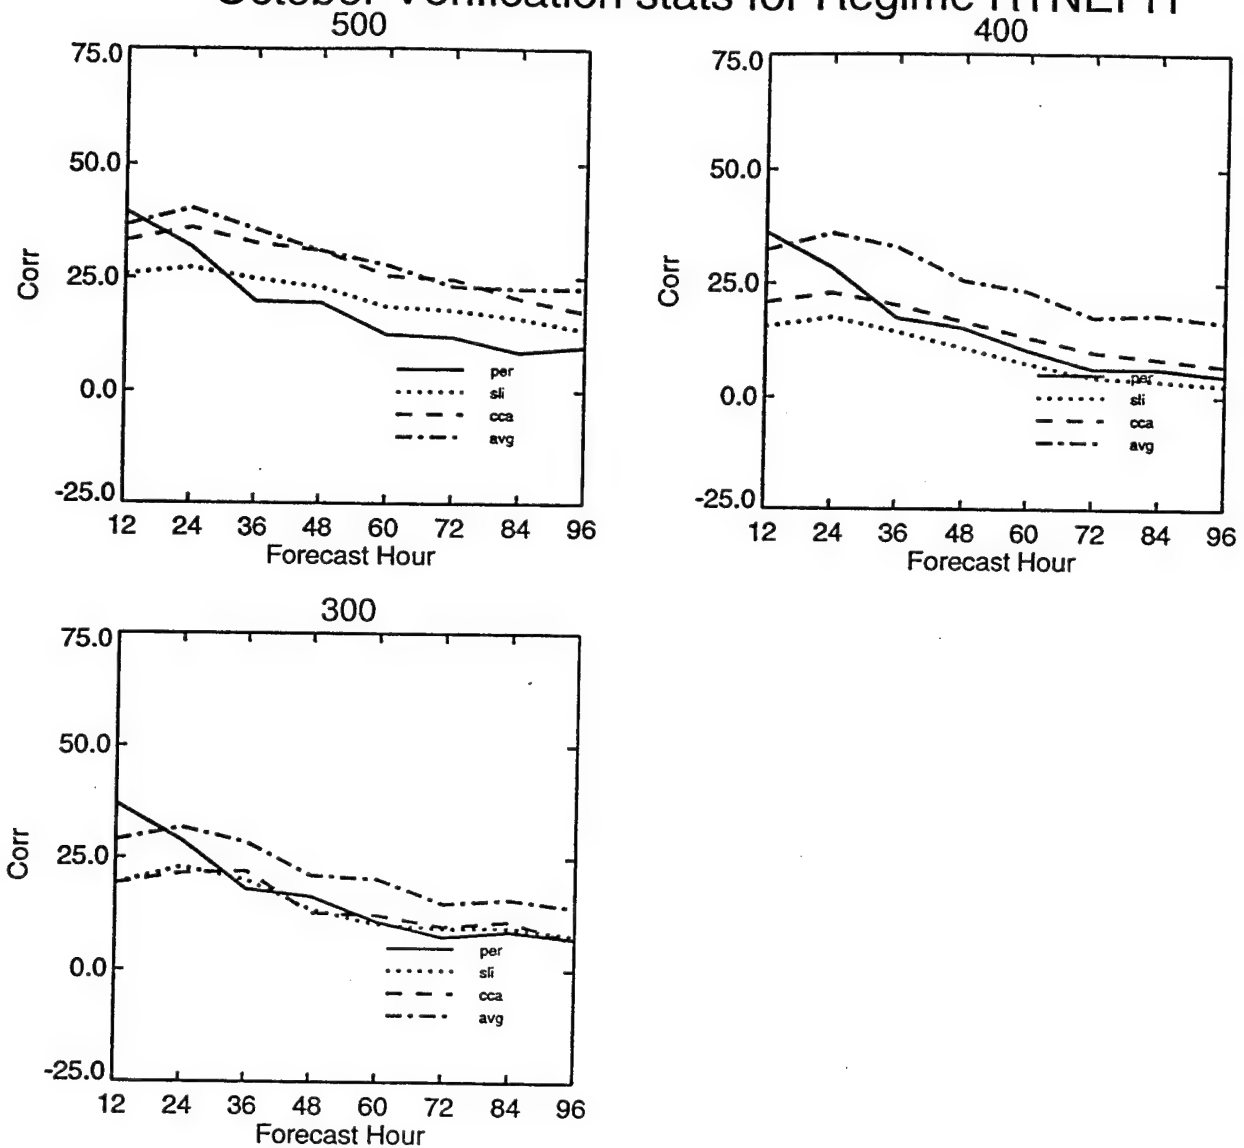 October Verification stats for Regime RTNEPH
500
75.0
50.0
25.0
0.0
-25.0
Corr
per
sli
cca
avg
12 24 36 48 60 72 84 96
Forecast Hour
400
75.0
50.0
25.0
0.0
-25.0
Corr
per
sli
cca
avg
12 24 36 48 60 72 84 96
Forecast Hour
300
75.0
50.0
25.0
0.0
-25.0
Corr
per
sli
cca
avg
12 24 36 48 60 72 84 96
Forecast Hour